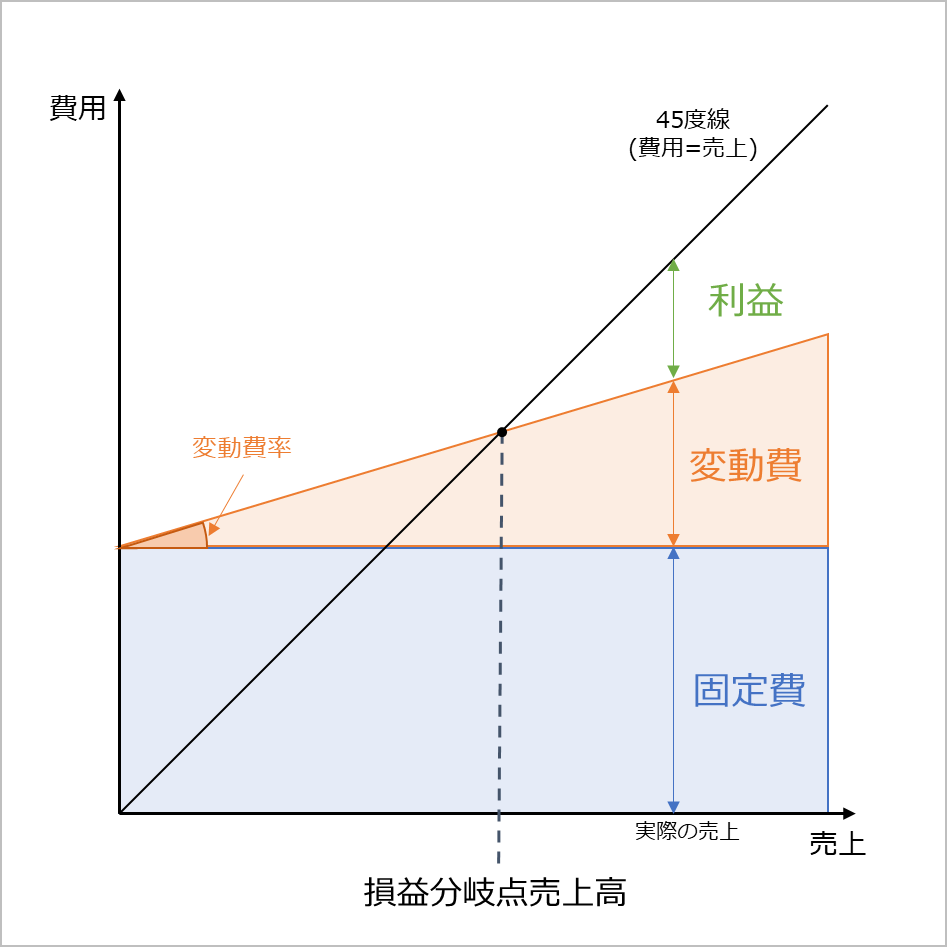 費用
45度線
(費用=売上)
利益
変動費率
変動費
固定費
実際の売上
売上
損益分岐点売上高